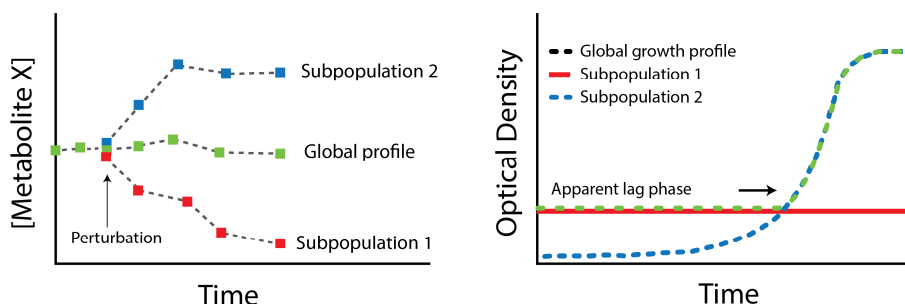 [Metabolite X]
Subpopulation 2
Global profile
Perturbation
Subpopulation 1
Time
Optical Density
Global growth profile
Subpopulation 1
Subpopulation 2
Apparent lag phase
Time